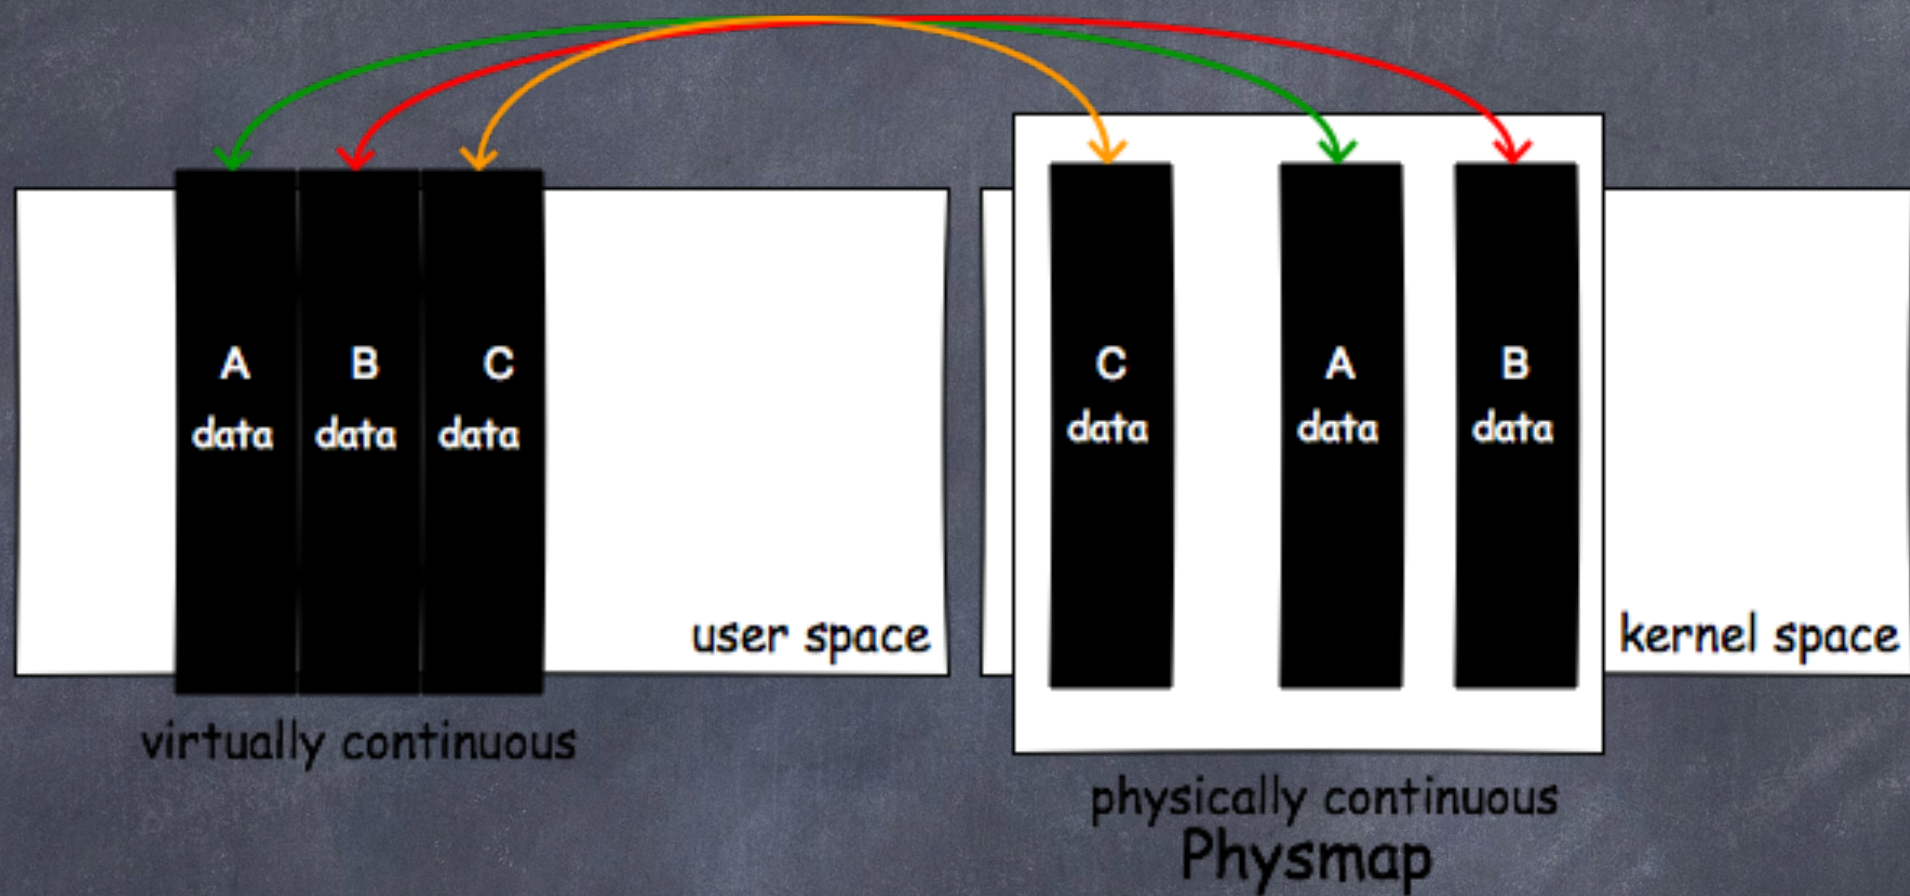 A B C
data data data
user space
virtually continuous
C A B
data data data
kernel space
physically continuous
Physmap